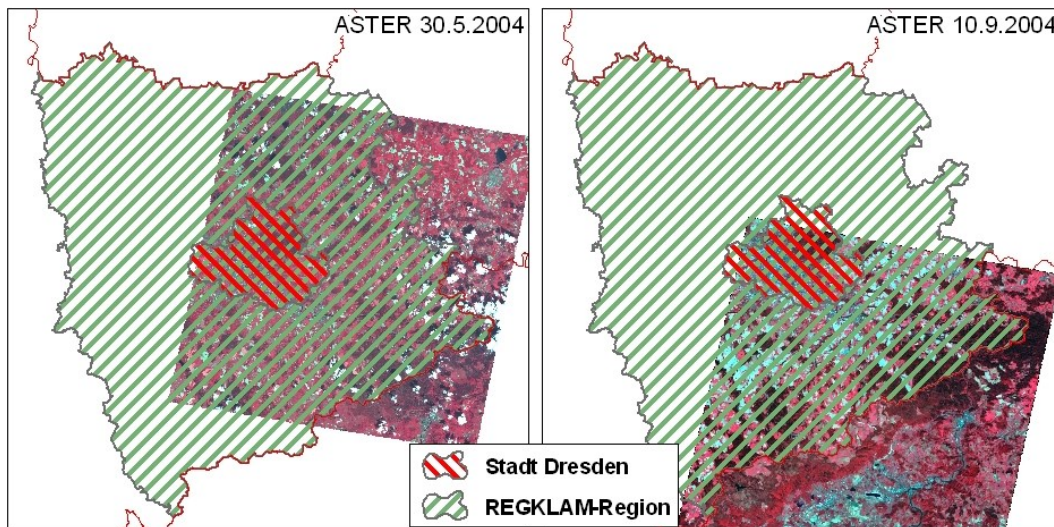 ASTER 30.5.2004
ASTER 10.9.2004
Stadt Dresden
REGKLAM-Region